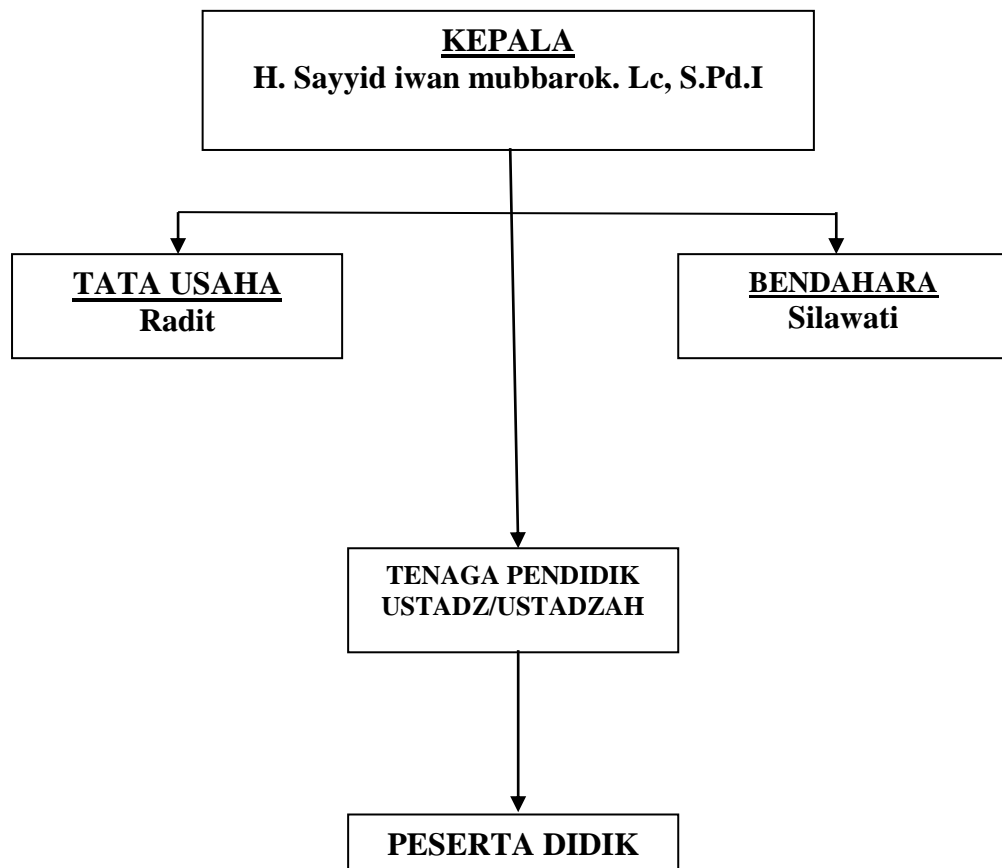 KEPALA
H. Sayyid iwan mubbarok. Lc, S.Pd.I
TATA USAHA
Radit
BENDAHARA
Silawati
TENAGA PENDIDIK
USTADZ/USTADZAH
PESERTA DIDIK